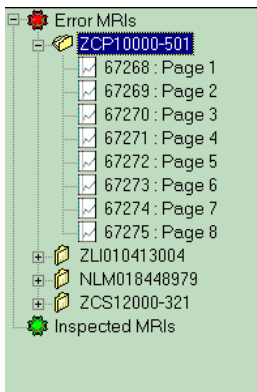 Error MRIs
ZCP10000-501
67268 : Page 1
67269 : Page 2
67270 : Page 3
67271 : Page 4
67272 : Page 5
67273 : Page 6
67274 : Page 7
67275 : Page 8
ZLI010413004
NLM018448979
ZCS12000-321
Inspected MRIs